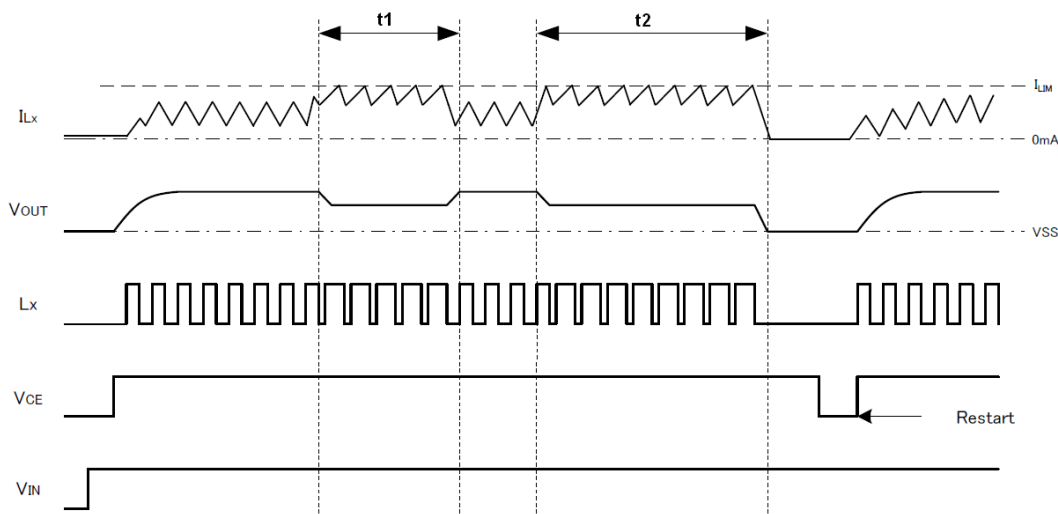 t1
t2
ILx
ILIM
0mA
VOUT
VSS
Lx
VCE
Restart
VIN